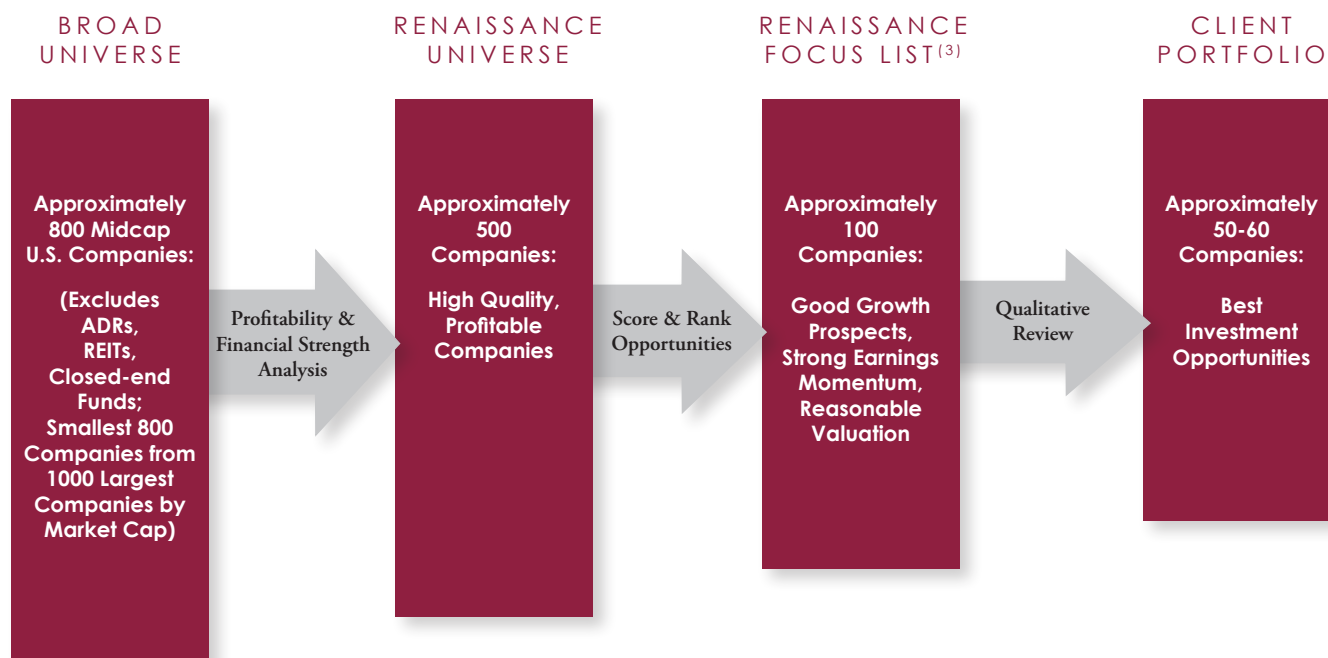 BROAD
UNIVERSE
RENAISSANCE
UNIVERSE
RENAISSANCE
FOCUS LIST(3)
CLIENT
PORTFOLIO
Approximately
800 Midcap
U.S. Companies:
(Excludes
ADRs,
REITs,
Closed-end
Funds;
Smallest 800
Companies from
1000 Largest
Companies by
Market Cap)
Profitability &
Financial Strength
Analysis
Approximately
500
Companies:
High Quality,
Profitable
Companies
Score & Rank
Opportunities
Approximately
100
Companies:
Good Growth
Prospects,
Strong Earnings
Momentum,
Reasonable
Valuation
Qualitative
Review
Approximately
50-60
Companies:
Best
Investment
Opportunities